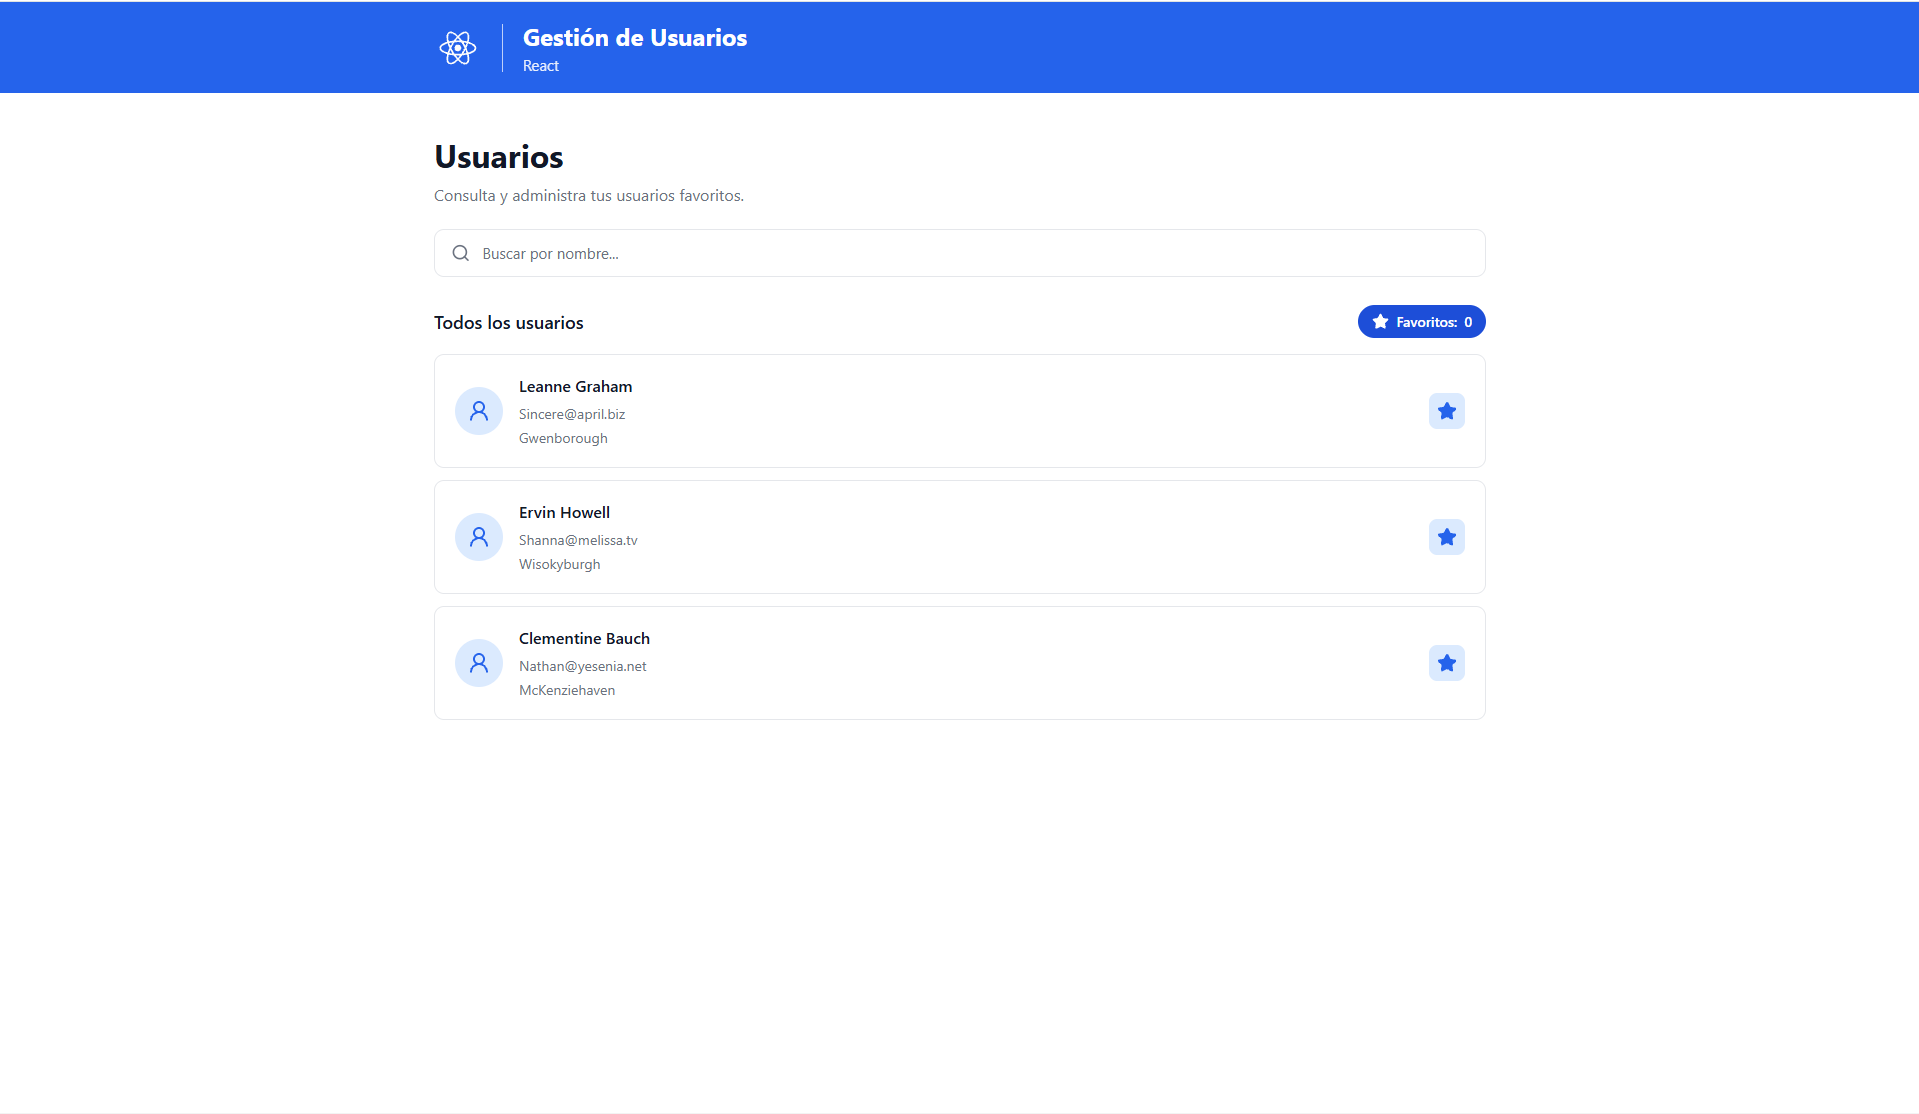 Gestión de Usuarios
React
Usuarios
Consulta y administra tus usuarios favoritos.
Buscar por nombre...
Todos los usuarios
Favoritos: 0
Leanne Graham
Sincere@april.biz
Gwenborough
Ervin Howell
Shanna@melissa.tv
Wisokyburgh
Clementine Bauch
Nathan@yesenia.net
McKenziehaven